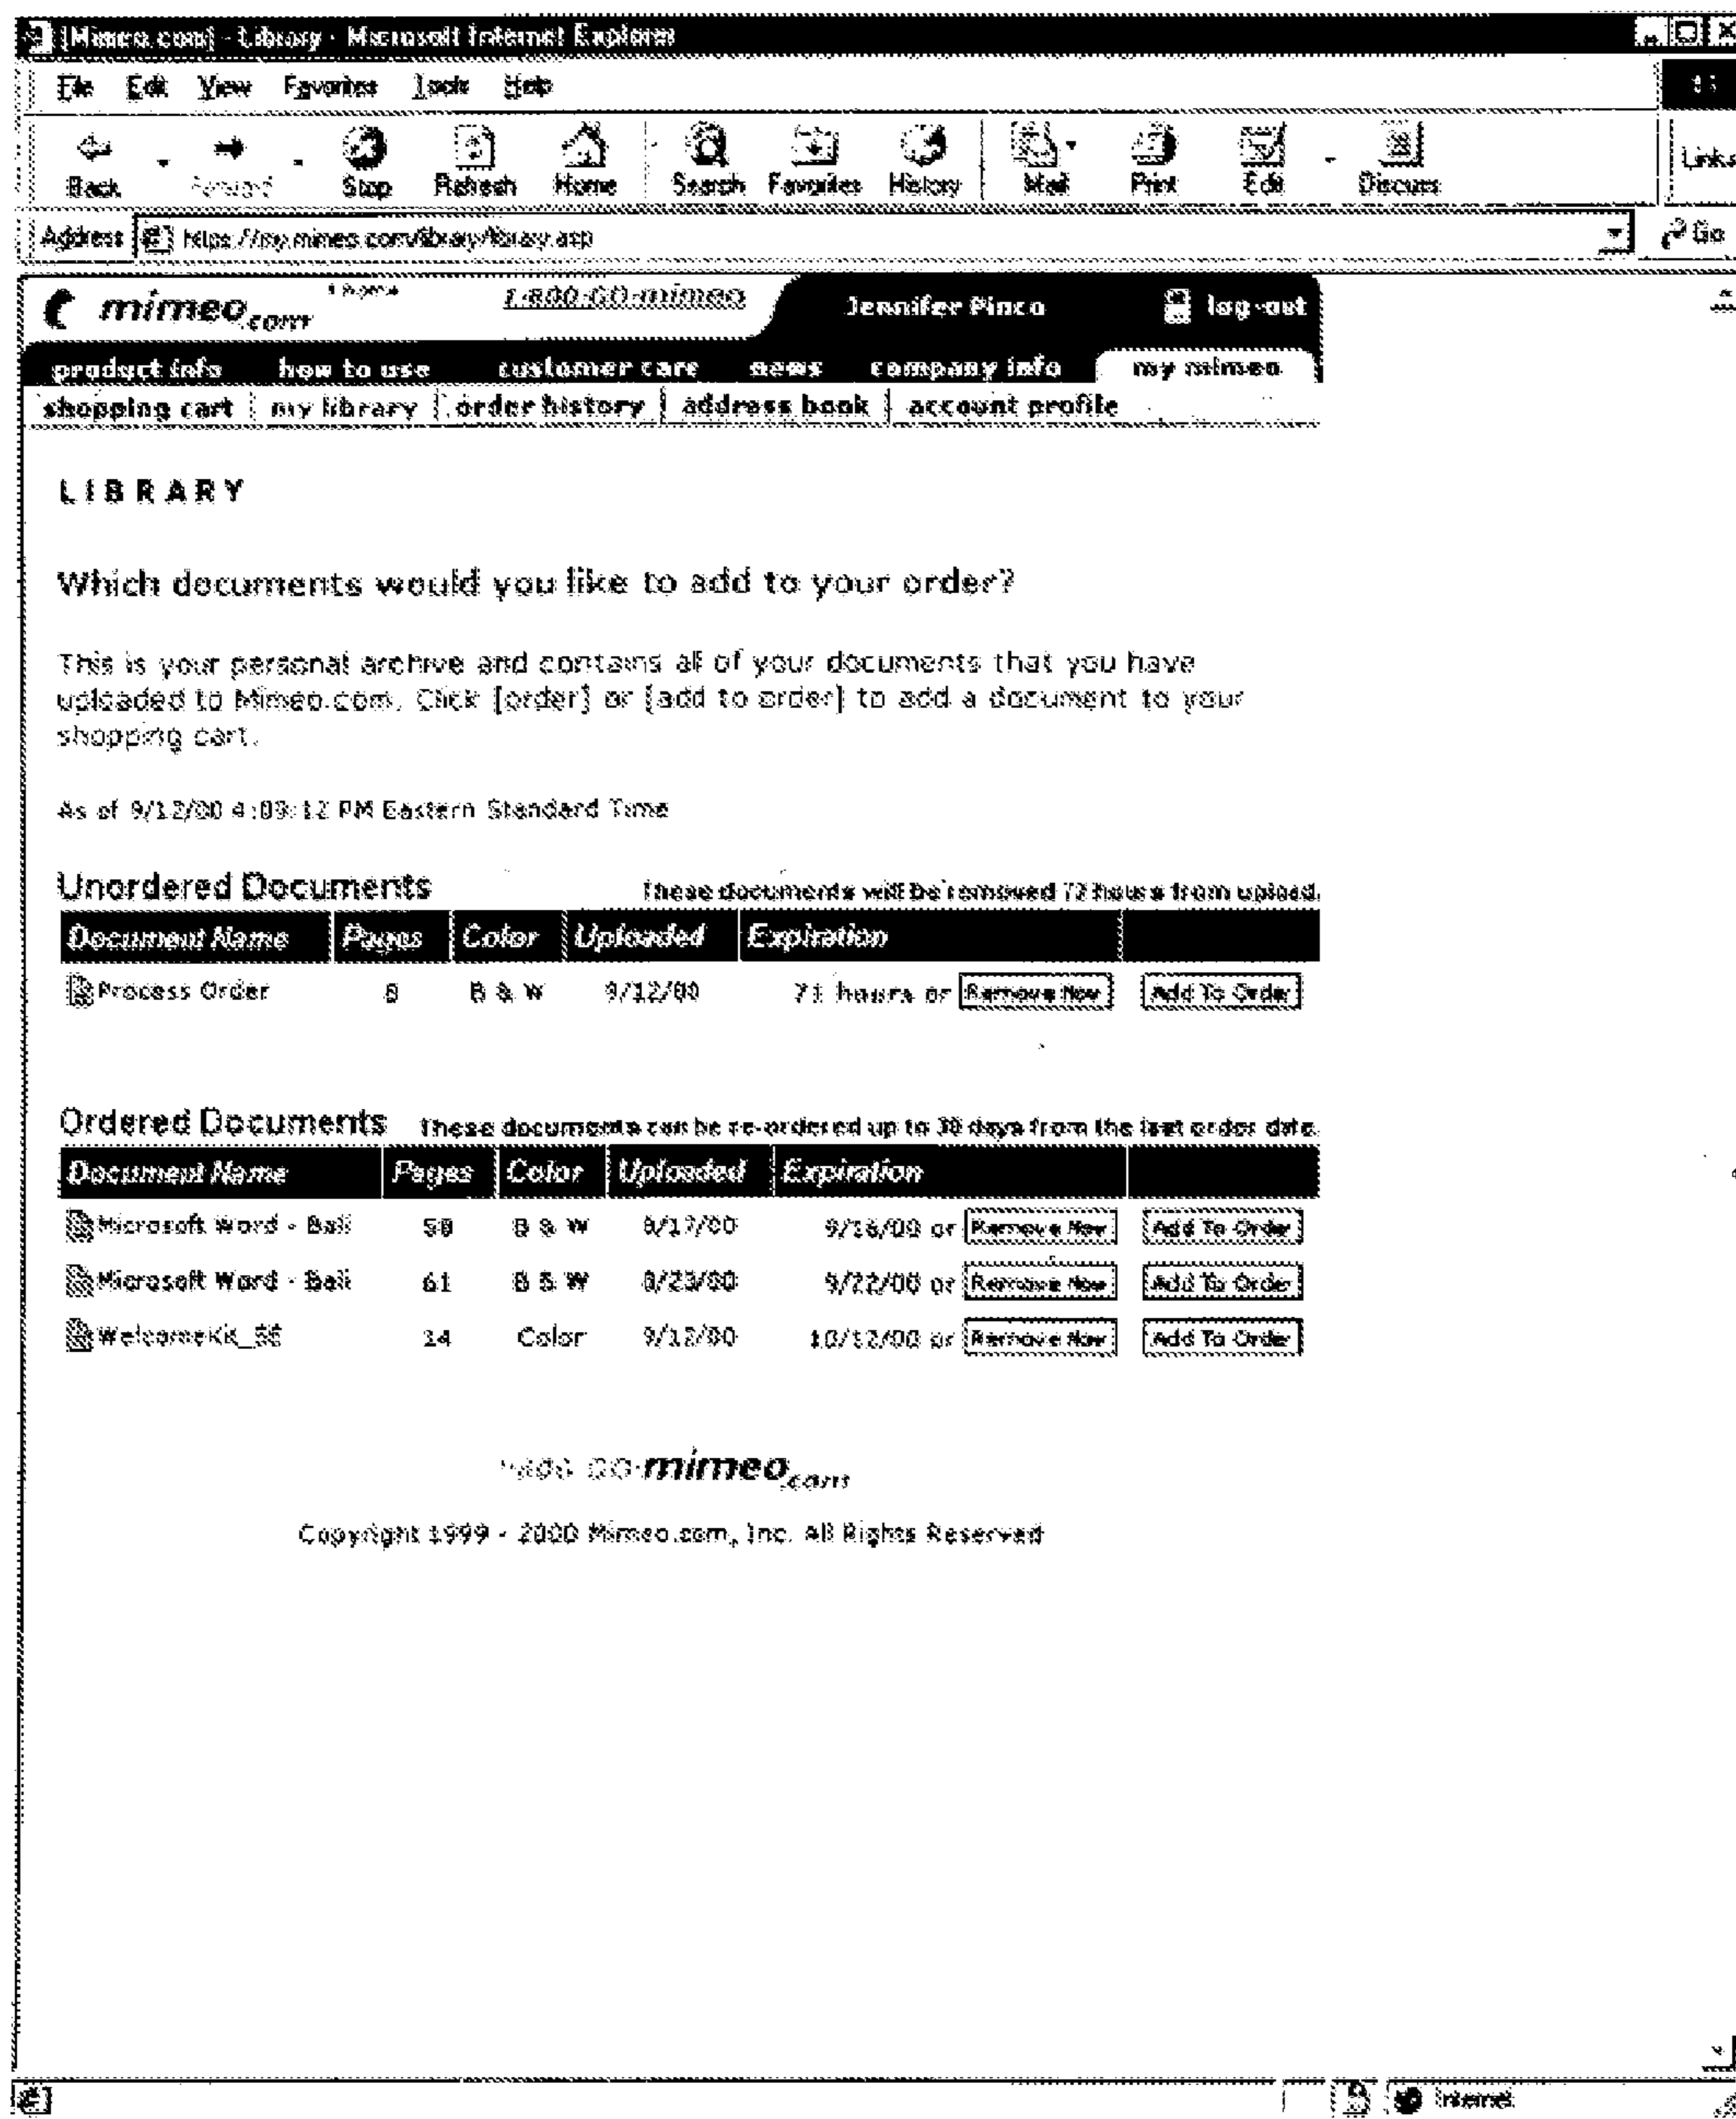 [Mimeo.com] - Library - Microsoft Internet Explorer
File Edit View Favorites Tools Help
Back Forward Stop Refresh Home Search Favorites History Mail Print Edit Discuss Links
Address https://my.mimeo.com/library/library.asp Go
mimeo.com home 1-800-GO-mimeo Jennifer Pinco log-out
product info how to use customer care news company info my mimeo
shopping cart my library order history address book account profile
LIBRARY
Which documents would you like to add to your order?
This is your personal archive and contains all of your documents that you have
uploaded to Mimeo.com. Click [order] or [add to order] to add a document to your
shopping cart.
As of 9/12/00 4:09:12 PM Eastern Standard Time
Unordered Documents These documents will be removed 72 hours from upload.
Document Name Pages Color Uploaded Expiration
Process Order B & W 9/12/00 71 hours or Remove Now Add To Order
Ordered Documents These documents can be re-ordered up to 30 days from the last order date.
Document Name Pages Color Uploaded Expiration
Microsoft Word - Bali 58 B & W 8/17/00 9/16/00 or Remove Now Add To Order
Microsoft Word - Bali 61 B & W 8/23/00 9/22/00 or Remove Now Add To Order
Color 9/12/00 10/12/00 or Remove Now Add To Order
1-800-GO-mimeo.com
Copyright 1999 - 2000 Mimeo.com, Inc. All Rights Reserved
Internet